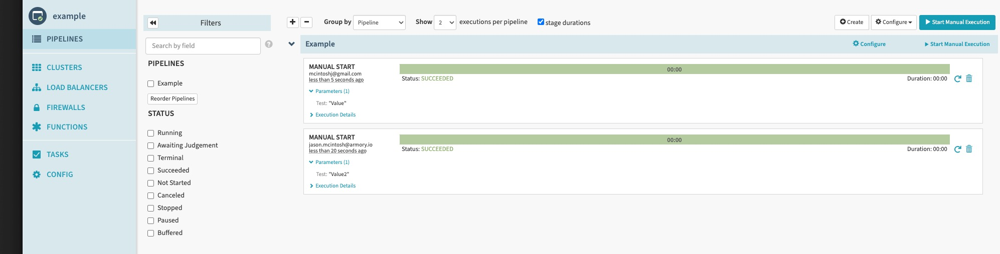 example
PIPELINES
CLUSTERS
LOAD BALANCERS
FIREWALLS
FUNCTIONS
TASKS
CONFIG
Filters
Search by field
?
PIPELINES
Example
Reorder Pipelines
STATUS
Running
Awaiting Judgement
Terminal
Succeeded
Not Started
Canceled
Stopped
Paused
Buffered
Group by Pipeline Show 2 executions per pipeline stage durations
Create Configure Start Manual Execution
Example Configure Start Manual Execution
MANUAL START
mcintoshj@gmail.com
less than 5 seconds ago
00:00
Status: SUCCEEDED Duration: 00:00
Parameters (1)
Test: "Value"
Execution Details
MANUAL START
jason.mcintosh@armory.io
less than 20 seconds ago
00:00
Status: SUCCEEDED Duration: 00:00
Parameters (1)
Test: "Value2"
Execution Details